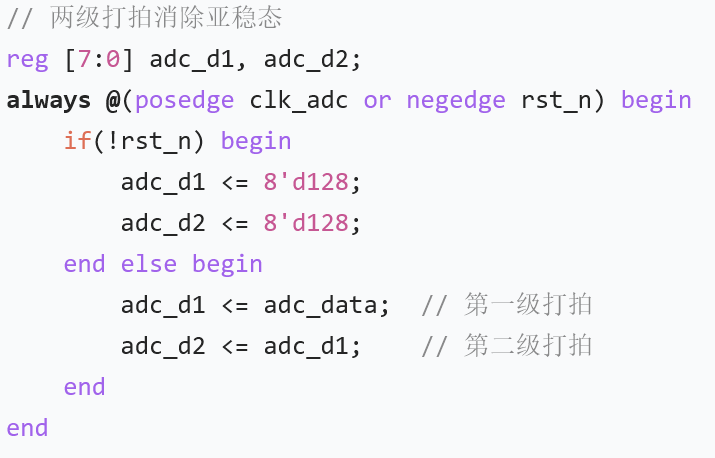 // 两级打拍消除亚稳态
reg [7:0] adc_d1, adc_d2;
always @(posedge clk_adc or negedge rst_n) begin
    if(!rst_n) begin
        adc_d1 <= 8'd128;
        adc_d2 <= 8'd128;
    end else begin
        adc_d1 <= adc_data;  // 第一级打拍
        adc_d2 <= adc_d1;    // 第二级打拍
    end
end